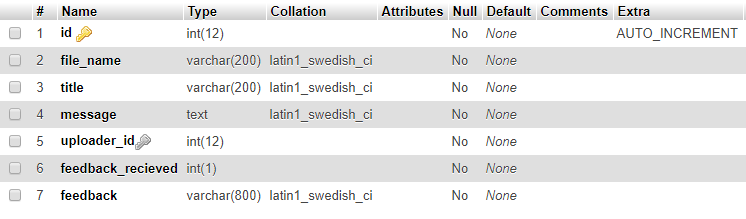 # Name Type Collation Attributes Null Default Comments Extra
1 id int(12) No None AUTO_INCREMENT
2 file_name varchar(200) latin1_swedish_ci No None
3 title varchar(200) latin1_swedish_ci No None
4 message text latin1_swedish_ci No None
5 uploader_id int(12) No None
6 feedback_recieved int(1) No None
7 feedback varchar(800) latin1_swedish_ci No None